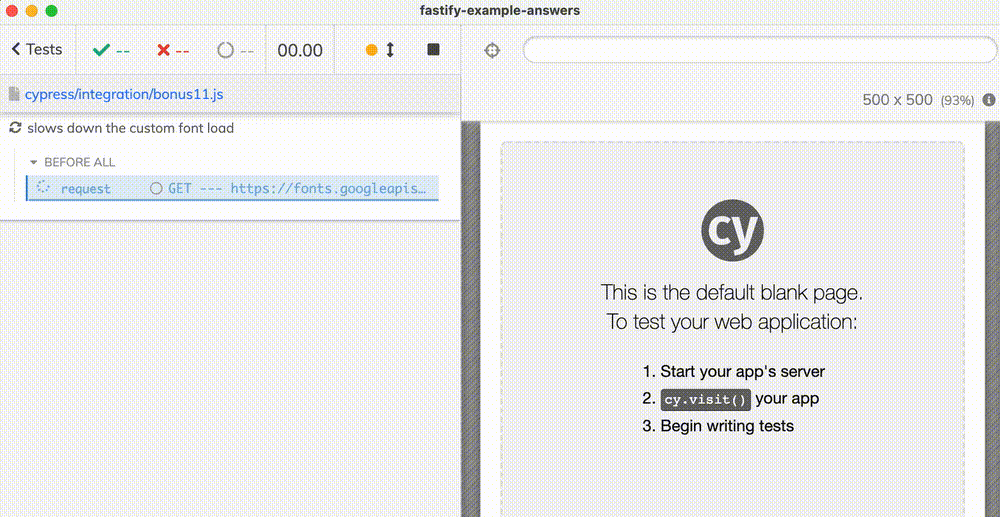 fastify-example-answers
Tests -- -- -- 00.00
500 x 500 (93%)
cypress/integration/bonus11.js
slows down the custom font load
BEFORE ALL
request GET --- https://fonts.googleapis…
cy
This is the default blank page.
To test your web application:
1. Start your app's server
2. cy.visit() your app
3. Begin writing tests